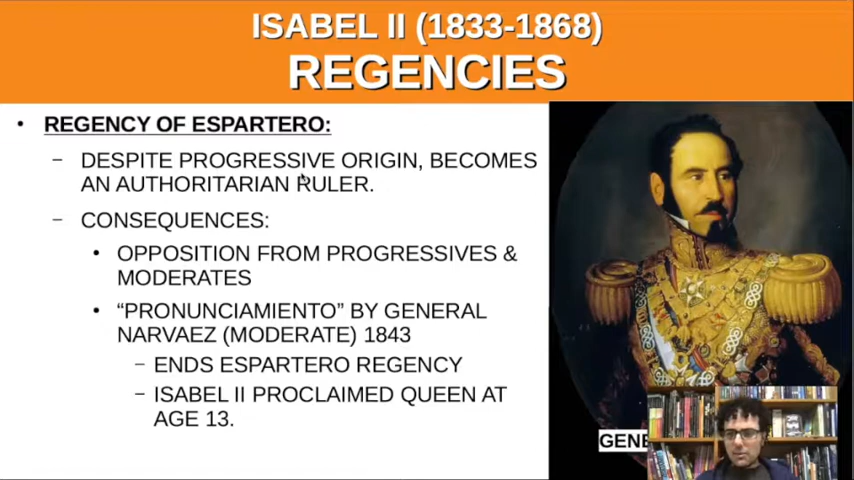 ISABEL II (1833-1868)
REGENCIES
• REGENCY OF ESPARTERO:
– DESPITE PROGRESSIVE ORIGIN, BECOMES
AN AUTHORITARIAN RULER.
– CONSEQUENCES:
• OPPOSITION FROM PROGRESSIVES &
MODERATES
• “PRONUNCIAMIENTO” BY GENERAL
NARVAEZ (MODERATE) 1843
– ENDS ESPARTERO REGENCY
– ISABEL II PROCLAIMED QUEEN AT
AGE 13.
GENE